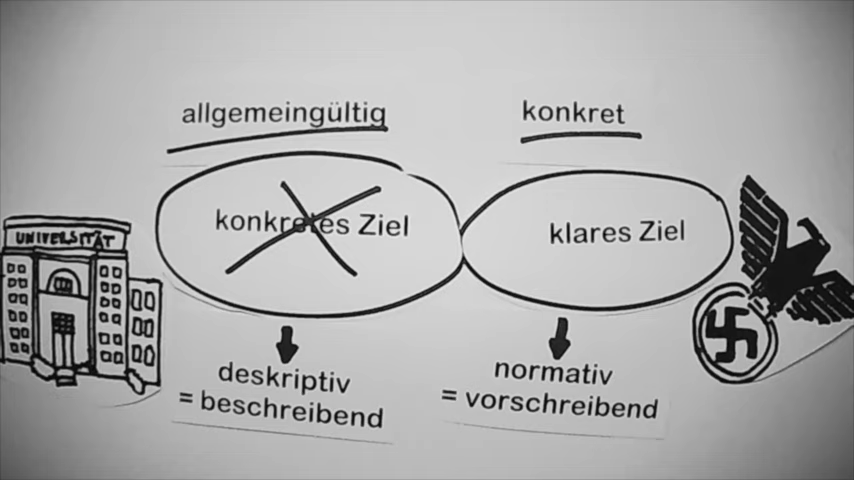 allgemeingültig
konkret
UNIVERSITÄT
konkretes Ziel
klares Ziel
deskriptiv
= beschreibend
normativ
= vorschreibend